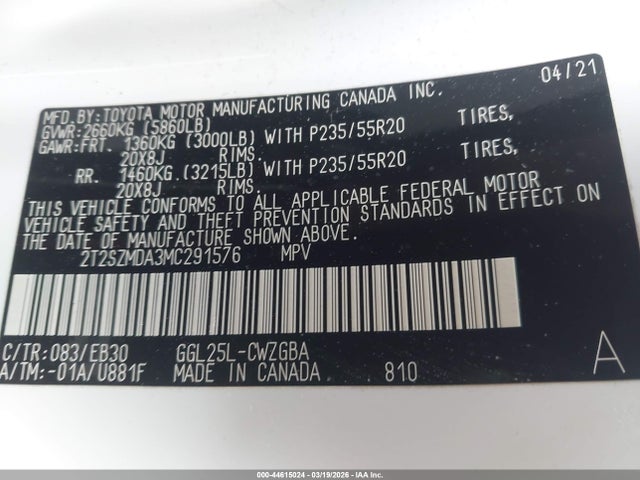 04/21
MFD.BY:TOYOTA MOTOR MANUFACTURING CANADA INC.
GVWR:2660KG (5860LB)
GAWR:FRT. 1360KG (3000LB) WITH P235/55R20 TIRES,
20X8J RIMS.
RR. 1460KG (3215LB) WITH P235/55R20 TIRES,
20X8J RIMS.
THIS VEHICLE CONFORMS TO ALL APPLICABLE FEDERAL MOTOR
VEHICLE SAFETY AND THEFT PREVENTION STANDARDS IN EFFECT ON
THE DATE OF MANUFACTURE SHOWN ABOVE.
2T2SZMDA3MC291576 MPV
C/TR:083/EB30 GGL25L-CWZGBA A
A/TM:-01A/U881F MADE IN CANADA 810
000-44615024 - 03/19/2026 - IAA Inc.